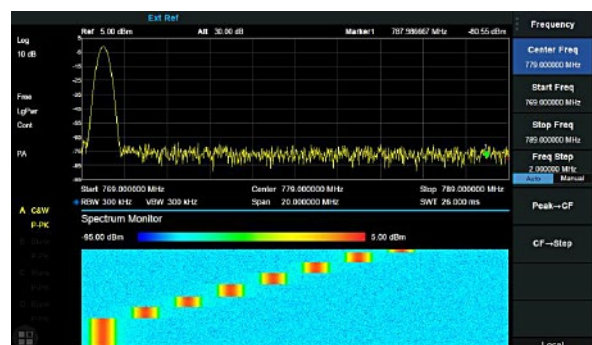 Ext Ref
Ref 5.00 dBm
Att 30.00 dB
Marker1 787.986667 MHz -80.55 dBm
Log
10 dB
Free
LgPwr
Cont
PA
Start 769.000000 MHz
Center 779.000000 MHz
Stop 789.000000 MHz
RBW 300 kHz
VBW 300 kHz
Span 20.000000 MHz
SWT 26.000 ms
A C&W
P-PK
Spectrum Monitor
-95.00 dBm
5.00 dBm
Frequency
Center Freq
779.000000 MHz
Start Freq
769.000000 MHz
Stop Freq
789.000000 MHz
Freq Step
2.000000 MHz
Auto Manual
Peak→CF
CF→Step
Local